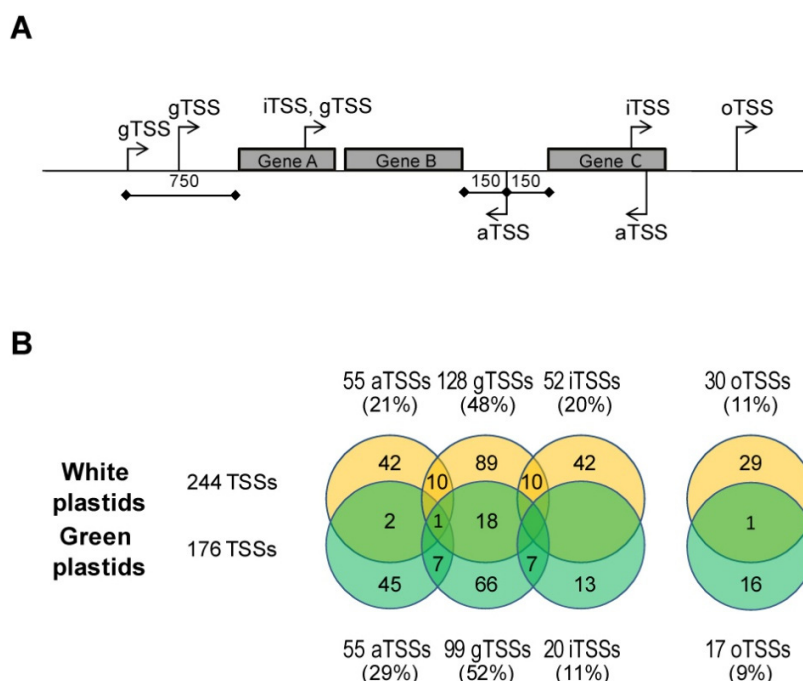 A
gTSS
gTSS
iTSS, gTSS
iTSS
oTSS
Gene A
Gene B
Gene C
750
150 150
aTSS
aTSS
B
55 aTSSs 128 gTSSs 52 iTSSs 30 oTSSs
(21%) (48%) (20%) (11%)
White plastids
244 TSSs
42 89 42 29
10 10
2 1 18 1
Green plastids
176 TSSs
7 7
45 66 13 16
55 aTSSs 99 gTSSs 20 iTSSs 17 oTSSs
(29%) (52%) (11%) (9%)